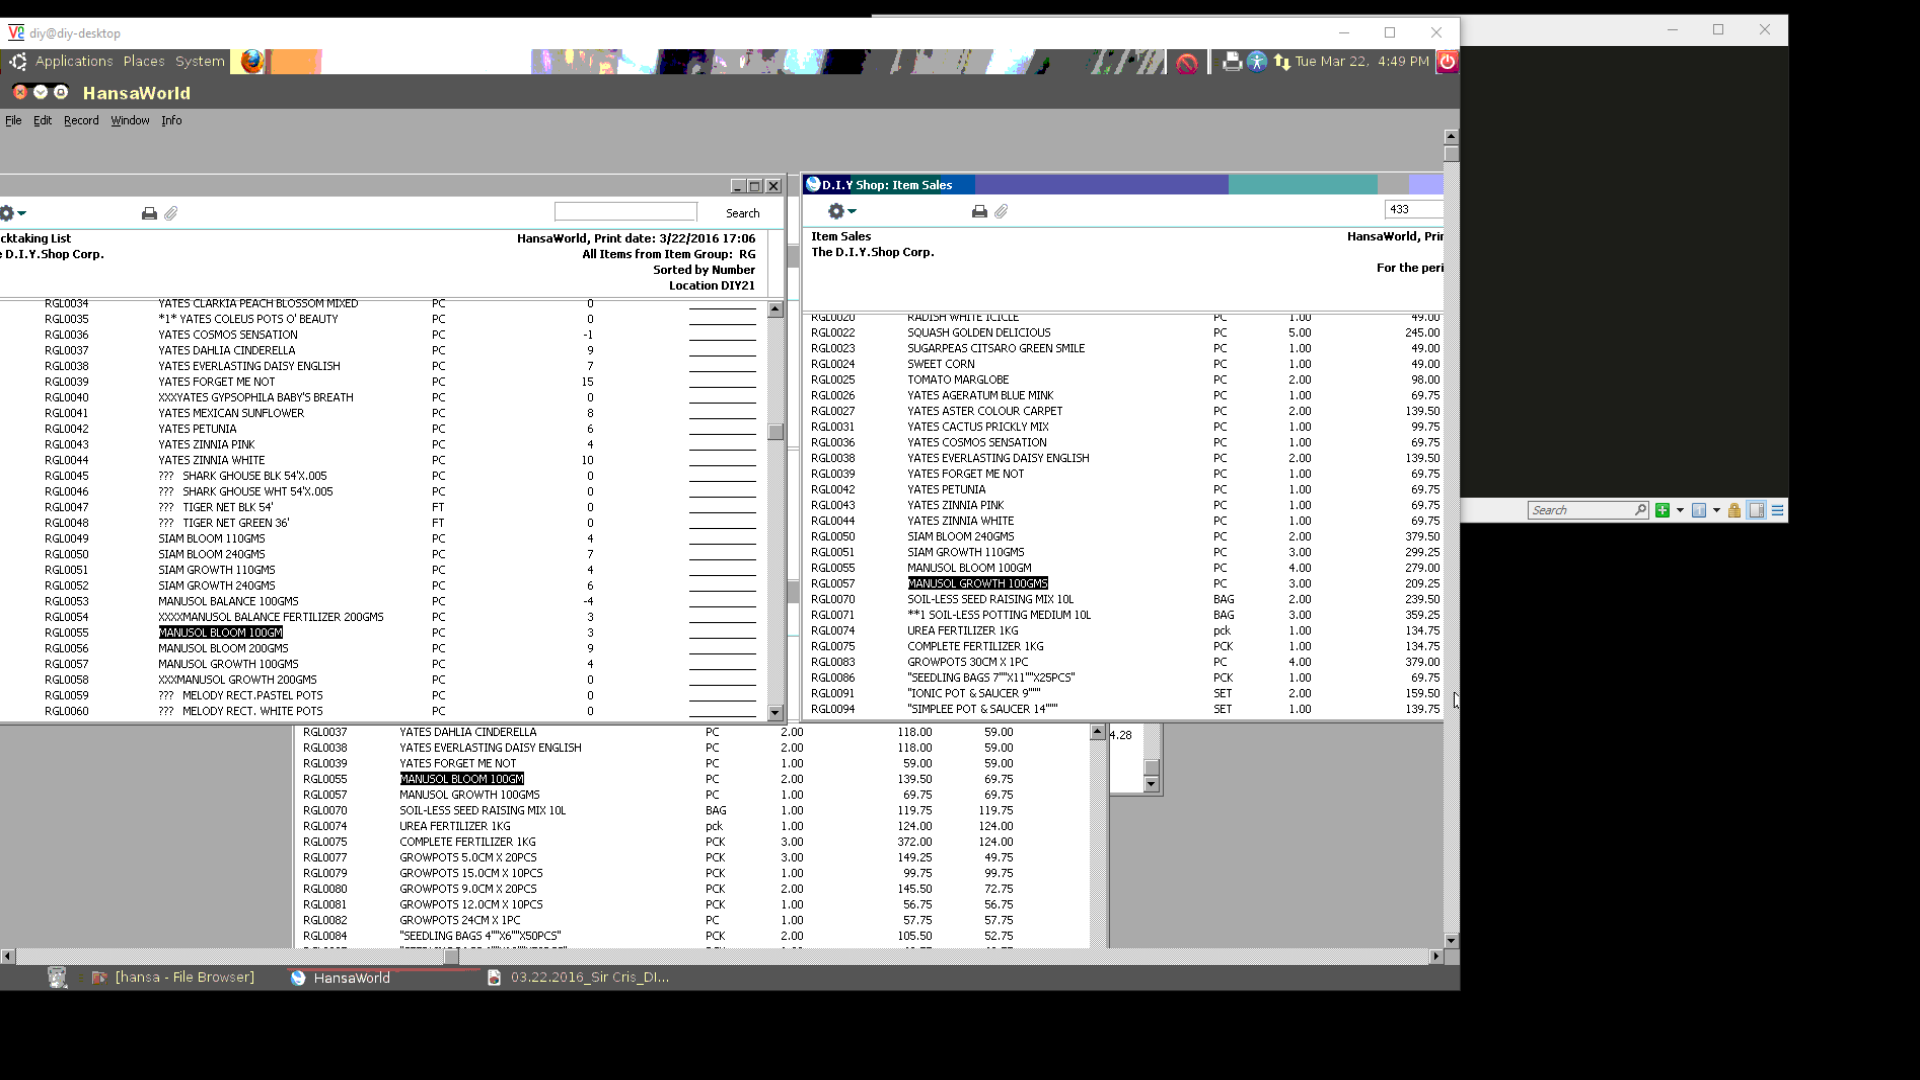 diy@diy-desktop
Applications Places System
Tue Mar 22, 4:49 PM
HansaWorld
File Edit Record Window Info
Search
cktaking List
D.I.Y.Shop Corp.
HansaWorld, Print date: 3/22/2016 17:06
All Items from Item Group: RG
Sorted by Number
Location DIY21
RGL0034 YATES CLARKIA PEACH BLOSSOM MIXED PC 0
RGL0035 *1* YATES COLEUS POTS O' BEAUTY PC 0
RGL0036 YATES COSMOS SENSATION PC -1
RGL0037 YATES DAHLIA CINDERELLA PC 9
RGL0038 YATES EVERLASTING DAISY ENGLISH PC 7
RGL0039 YATES FORGET ME NOT PC 15
RGL0040 XXXYATES GYPSOPHILA BABY'S BREATH PC 0
RGL0041 YATES MEXICAN SUNFLOWER PC 8
RGL0042 YATES PETUNIA PC 6
RGL0043 YATES ZINNIA PINK PC 4
RGL0044 YATES ZINNIA WHITE PC 10
RGL0045 ??? SHARK GHOUSE BLK 54'X.005 PC 0
RGL0046 ??? SHARK GHOUSE WHT 54'X.005 PC 0
RGL0047 ??? TIGER NET BLK 54' FT 0
RGL0048 ??? TIGER NET GREEN 36' FT 0
RGL0049 SIAM BLOOM 110GMS PC 4
RGL0050 SIAM BLOOM 240GMS PC 7
RGL0051 SIAM GROWTH 110GMS PC 4
RGL0052 SIAM GROWTH 240GMS PC 6
RGL0053 MANUSOL BALANCE 100GMS PC -4
RGL0054 XXXXMANUSOL BALANCE FERTILIZER 200GMS PC 3
RGL0055 MANUSOL BLOOM 100GM PC 3
RGL0056 MANUSOL BLOOM 200GMS PC 9
RGL0057 MANUSOL GROWTH 100GMS PC 4
RGL0058 XXXMANUSOL GROWTH 200GMS PC 0
RGL0059 ??? MELODY RECT.PASTEL POTS PC 0
RGL0060 ??? MELODY RECT. WHITE POTS PC 0
D.I.Y Shop: Item Sales
433
Item Sales
The D.I.Y.Shop Corp.
HansaWorld, Prin
For the peri
RGL0020 RADISH WHITE ICICLE PC 1.00 49.00
RGL0022 SQUASH GOLDEN DELICIOUS PC 5.00 245.00
RGL0023 SUGARPEAS CITSARO GREEN SMILE PC 1.00 49.00
RGL0024 SWEET CORN PC 1.00 49.00
RGL0025 TOMATO MARGLOBE PC 2.00 98.00
RGL0026 YATES AGERATUM BLUE MINK PC 1.00 69.75
RGL0027 YATES ASTER COLOUR CARPET PC 2.00 139.50
RGL0031 YATES CACTUS PRICKLY MIX PC 1.00 99.75
RGL0036 YATES COSMOS SENSATION PC 1.00 69.75
RGL0038 YATES EVERLASTING DAISY ENGLISH PC 2.00 139.50
RGL0039 YATES FORGET ME NOT PC 1.00 69.75
RGL0042 YATES PETUNIA PC 1.00 69.75
RGL0043 YATES ZINNIA PINK PC 1.00 69.75
RGL0044 YATES ZINNIA WHITE PC 1.00 69.75
RGL0050 SIAM BLOOM 240GMS PC 2.00 379.50
RGL0051 SIAM GROWTH 110GMS PC 3.00 299.25
RGL0055 MANUSOL BLOOM 100GM PC 4.00 279.00
RGL0057 MANUSOL GROWTH 100GMS PC 3.00 209.25
RGL0070 SOIL-LESS SEED RAISING MIX 10L BAG 2.00 239.50
RGL0071 **1 SOIL-LESS POTTING MEDIUM 10L BAG 3.00 359.25
RGL0074 UREA FERTILIZER 1KG pck 1.00 134.75
RGL0075 COMPLETE FERTILIZER 1KG PCK 1.00 134.75
RGL0083 GROWPOTS 30CM X 1PC PC 4.00 379.00
RGL0086 "SEEDLING BAGS 7""X11""X25PCS" PCK 1.00 69.75
RGL0091 "IONIC POT & SAUCER 9""" SET 2.00 159.50
RGL0094 "SIMPLEE POT & SAUCER 14""" SET 1.00 139.75
RGL0037 YATES DAHLIA CINDERELLA PC 2.00 118.00 59.00
RGL0038 YATES EVERLASTING DAISY ENGLISH PC 2.00 118.00 59.00
RGL0039 YATES FORGET ME NOT PC 1.00 59.00 59.00
RGL0055 MANUSOL BLOOM 100GM PC 2.00 139.50 69.75
RGL0057 MANUSOL GROWTH 100GMS PC 1.00 69.75 69.75
RGL0070 SOIL-LESS SEED RAISING MIX 10L BAG 1.00 119.75 119.75
RGL0074 UREA FERTILIZER 1KG pck 1.00 124.00 124.00
RGL0075 COMPLETE FERTILIZER 1KG PCK 3.00 372.00 124.00
RGL0077 GROWPOTS 5.0CM X 20PCS PCK 3.00 149.25 49.75
RGL0079 GROWPOTS 15.0CM X 10PCS PCK 1.00 99.75 99.75
RGL0080 GROWPOTS 9.0CM X 20PCS PCK 2.00 145.50 72.75
RGL0081 GROWPOTS 12.0CM X 10PCS PCK 1.00 56.75 56.75
RGL0082 GROWPOTS 24CM X 1PC PC 1.00 57.75 57.75
RGL0084 "SEEDLING BAGS 4""X6""X50PCS" PCK 2.00 105.50 52.75
4.28
Search
[hansa - File Browser]
HansaWorld
03.22.2016_Sir Cris_DI...